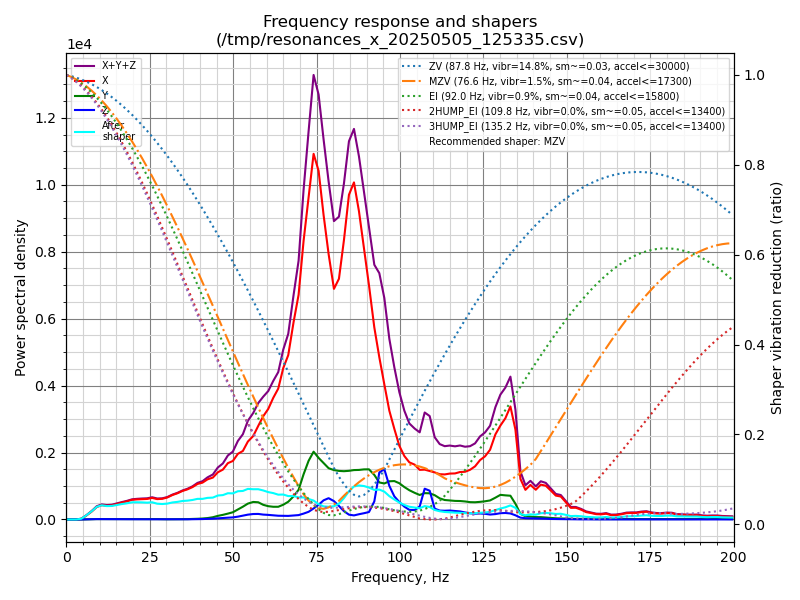 Frequency response and shapers
(/tmp/resonances_x_20250505_125335.csv)
1e4
X+Y+Z
X
Y
Z
After
shaper
ZV (87.8 Hz, vibr=14.8%, sm~=0.03, accel<=30000)
MZV (76.6 Hz, vibr=1.5%, sm~=0.04, accel<=17300)
EI (92.0 Hz, vibr=0.9%, sm~=0.05, accel<=15800)
2HUMP_EI (109.8 Hz, vibr=0.0%, sm~=0.05, accel<=13400)
3HUMP_EI (135.2 Hz, vibr=0.0%, sm~=0.05, accel<=13400)
Recommended shaper: MZV
Power spectral density
1.2
1.0
0.8
0.6
0.4
0.2
0.0
1.0
0.8
0.6
0.4
0.2
0.0
Shaper vibration reduction (ratio)
0 25 50 75 100 125 150 175 200
Frequency, Hz